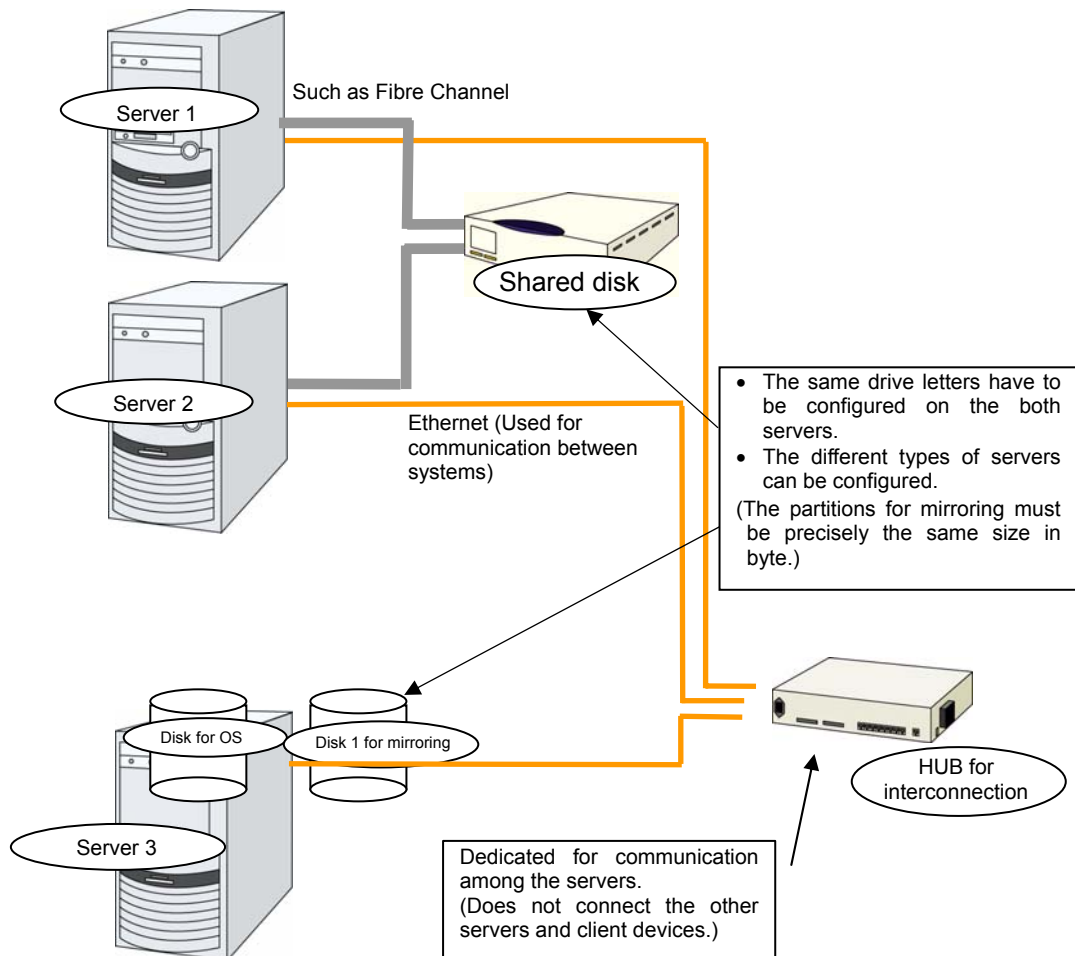 Such as Fibre Channel
Server 1
Shared disk
Server 2
Ethernet (Used for
communication between
systems)
• The same drive letters have to
be configured on the both
servers.
• The different types of servers
can be configured.
(The partitions for mirroring must
be precisely the same size in
byte.)
Disk for OS
Disk 1 for mirroring
HUB for
interconnection
Server 3
Dedicated for communication
among the servers.
(Does not connect the other
servers and client devices.)